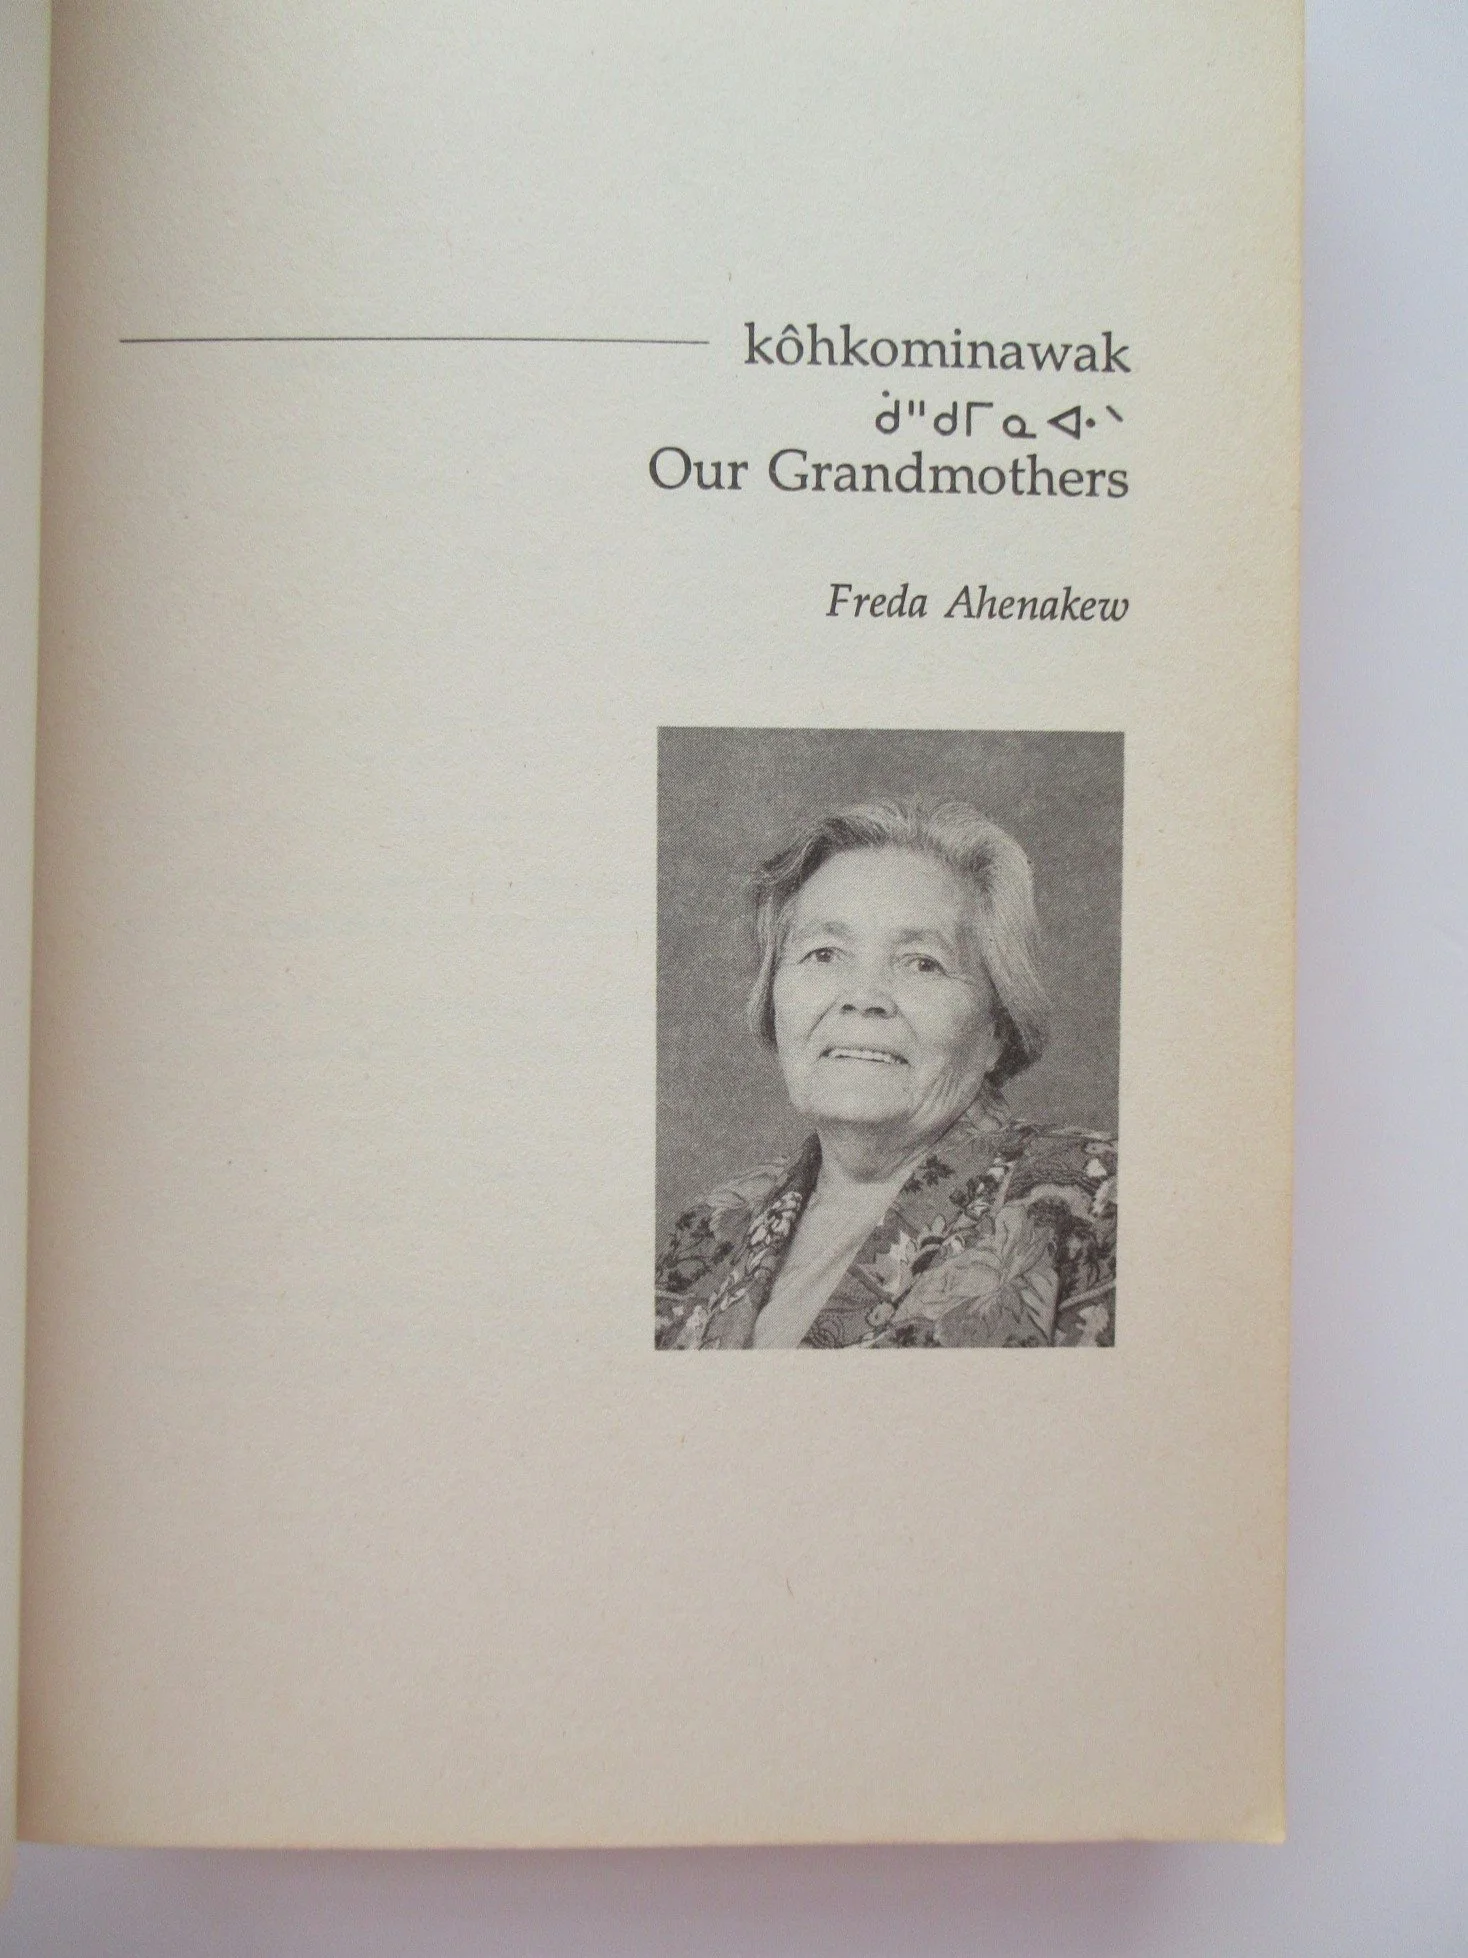 kôhkominawak
ᑰᐦᑯᒥᓇᐘᐠ
Our Grandmothers
Freda Ahenakew